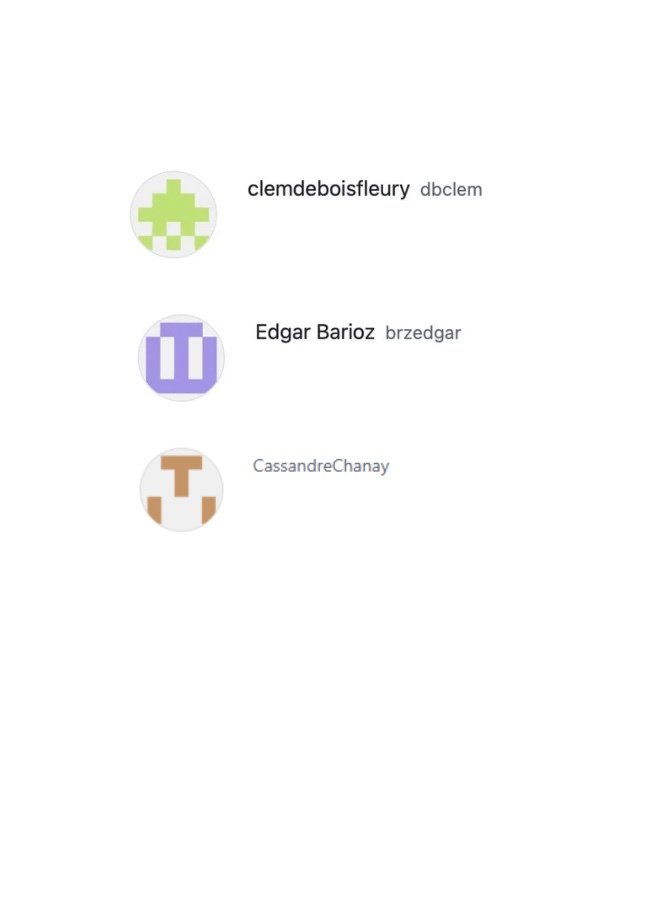 clemdeboisfleury dbclem
Edgar Barioz brzedgar
CassandreChanay